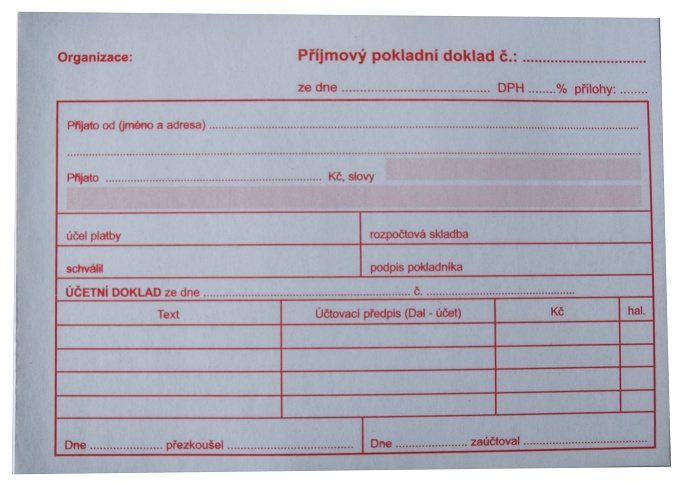 Organizace: Příjmový pokladní doklad č.: ........................
ze dne ........................ DPH ........% přílohy: ........
Přijato od (jméno a adresa) ........................
........................
Přijato ........................ Kč, slovy
účel platby rozpočtová skladba
schválil podpis pokladníka
ÚČETNÍ DOKLAD ze dne ........................ č. ........................
Text Účtovací předpis (Dal - účet) Kč hal.
Dne ........................ přezkoušel ........................ Dne ........................ zaúčtoval ........................